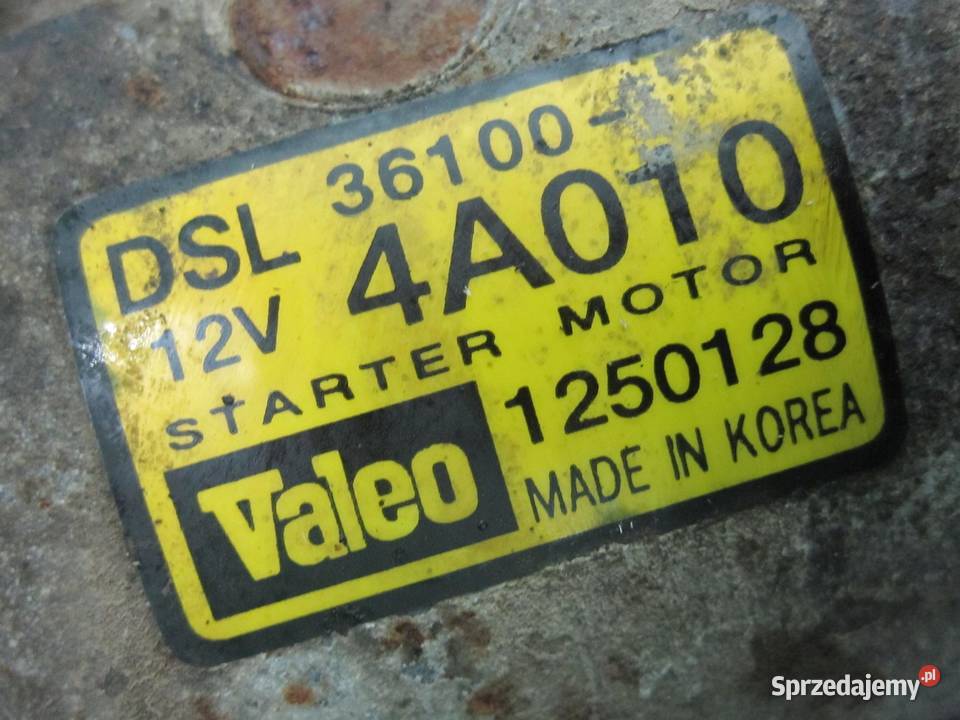 DSL 36100-
12V 4A010
STARTER MOTOR
Valeo 1250128
MADE IN KOREA
Sprzedajemy.pl